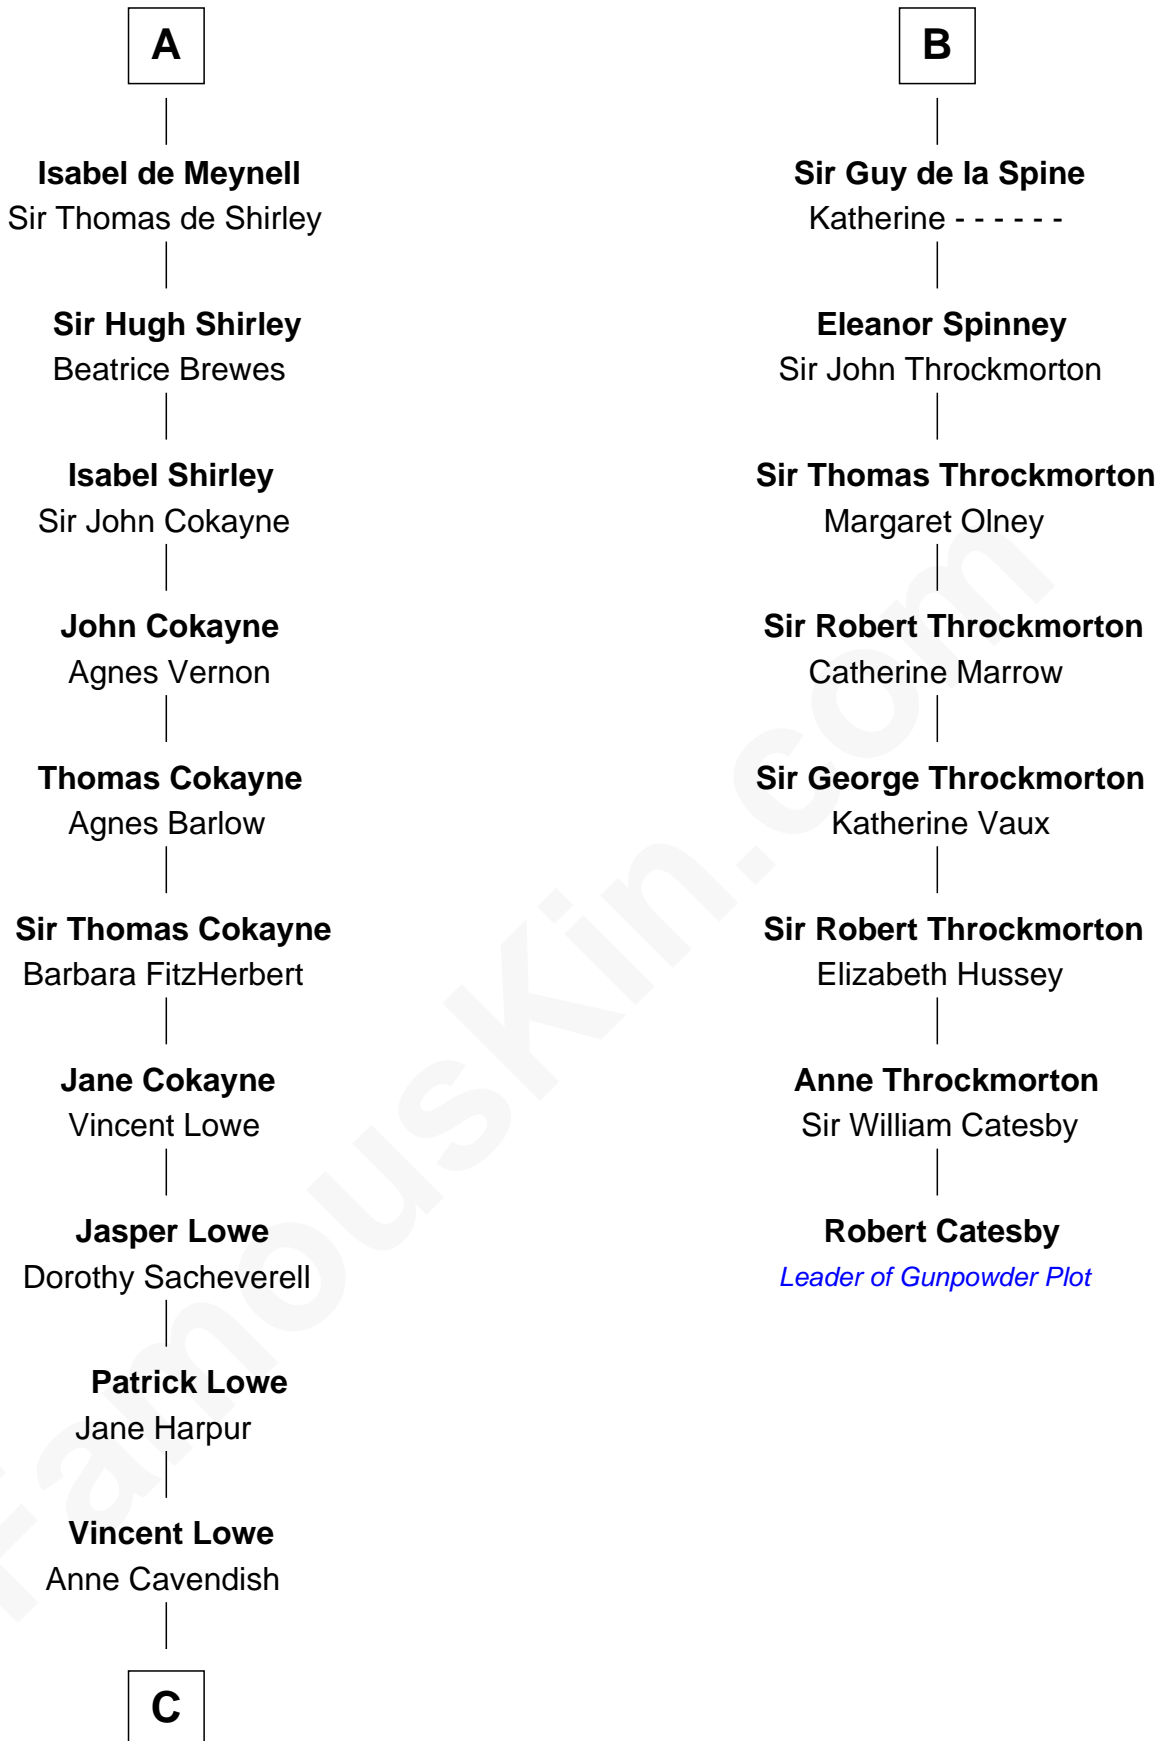 A
Isabel de Meynell
Sir Thomas de Shirley
Sir Hugh Shirley
Beatrice Brewes
Isabel Shirley
Sir John Cokayne
John Cokayne
Agnes Vernon
Thomas Cokayne
Agnes Barlow
Sir Thomas Cokayne
Barbara FitzHerbert
Jane Cokayne
Vincent Lowe
Jasper Lowe
Dorothy Sacheverell
Patrick Lowe
Jane Harpur
Vincent Lowe
Anne Cavendish
C
B
Sir Guy de la Spine
Katherine - - - - - -
Eleanor Spinney
Sir John Throckmorton
Sir Thomas Throckmorton
Margaret Olney
Sir Robert Throckmorton
Catherine Marrow
Sir George Throckmorton
Katherine Vaux
Sir Robert Throckmorton
Elizabeth Hussey
Anne Throckmorton
Sir William Catesby
Robert Catesby
Leader of Gunpowder Plot
FamousKin.com